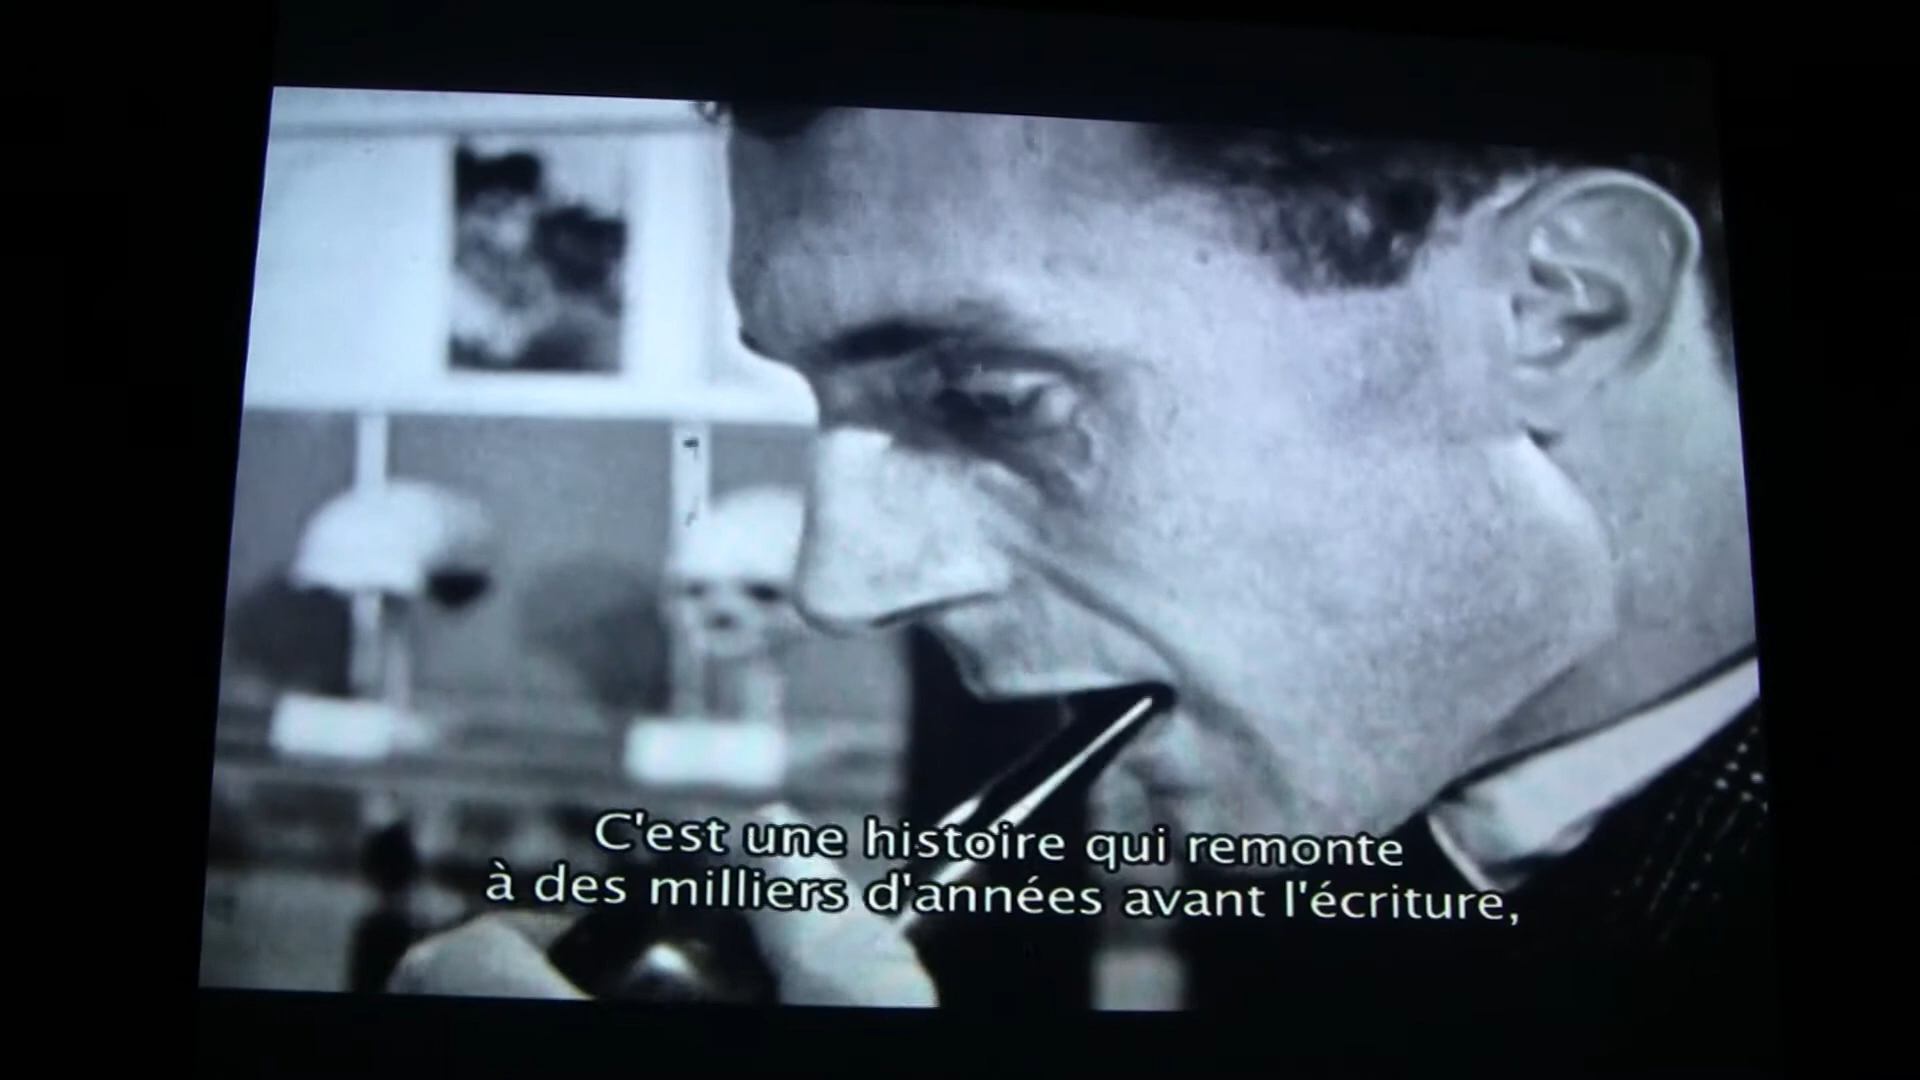 C'est une histoire qui remonte
à des milliers d'années avant l'écriture,